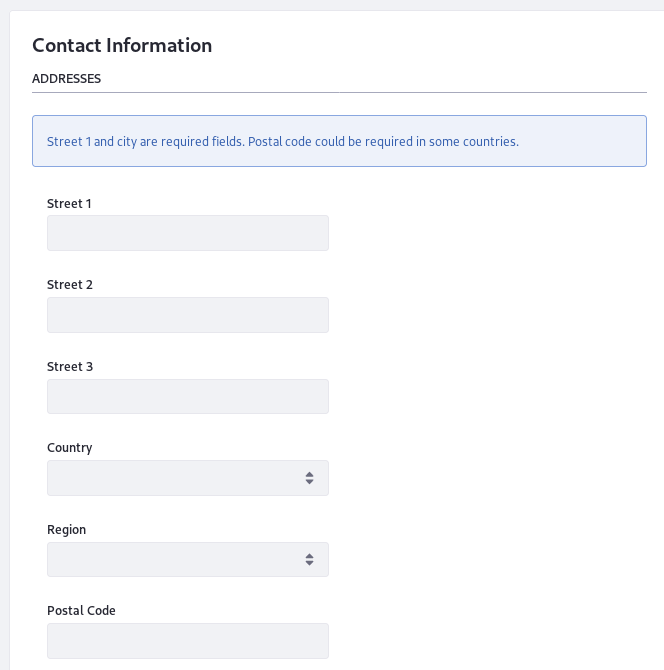 Contact Information
ADDRESSES
Street 1 and city are required fields. Postal code could be required in some countries.
Street 1
Street 2
Street 3
Country
Region
Postal Code